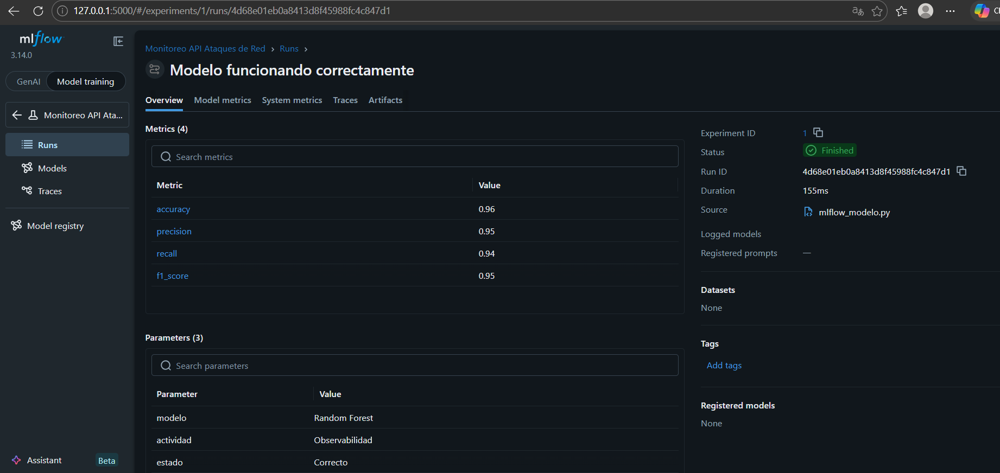 127.0.0.1:5000/#/experiments/1/runs/4d68e01eb0a8413d8f45988fc4c847d1
mlflow
3.14.0
GenAI
Model training
Monitoreo API Ata...
Runs
Models
Traces
Model registry
Assistant
Beta
Monitoreo API Ataques de Red › Runs ›
Modelo funcionando correctamente
Overview Model metrics System metrics Traces Artifacts
Metrics (4)
Search metrics
Metric Value
accuracy 0.96
precision 0.95
recall 0.94
f1_score 0.95
Parameters (3)
Search parameters
Parameter Value
modelo Random Forest
actividad Observabilidad
estado Correcto
Experiment ID 1
Status Finished
Run ID 4d68e01eb0a8413d8f45988fc4c847d1
Duration 155ms
Source mlflow_modelo.py
Logged models
Registered prompts —
Datasets
None
Tags
Add tags
Registered models
None